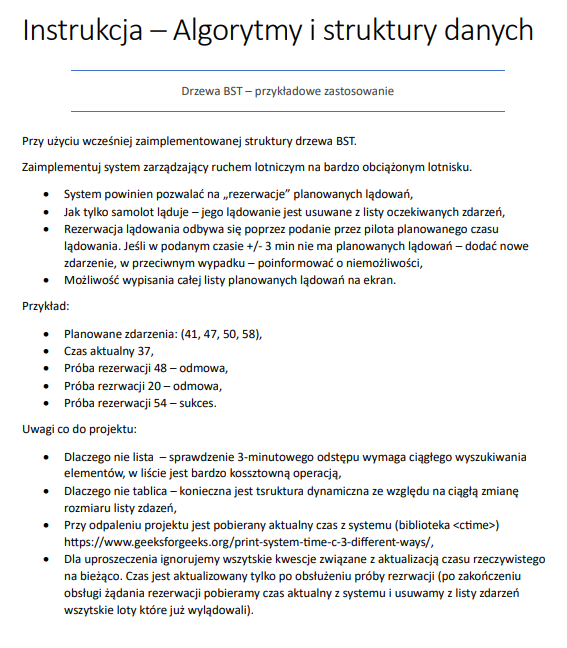 Instrukcja – Algorytmy i struktury danych
Drzewa BST – przykładowe zastosowanie
Przy użyciu wcześniej zaimplementowanej struktury drzewa BST.
Zaimplementuj system zarządzający ruchem lotniczym na bardzo obciążonym lotnisku.
• System powinien pozwalać na „rezerwacje” planowanych lądowań,
• Jak tylko samolot ląduje – jego lądowanie jest usuwane z listy oczekiwanych zdarzeń,
• Rezerwacja lądowania odbywa się poprzez podanie przez pilota planowanego czasu
lądowania. Jeśli w podanym czasie +/- 3 min nie ma planowanych lądowań – dodać nowe
zdarzenie, w przeciwnym wypadku – poinformować o niemożliwości,
• Możliwość wypisania całej listy planowanych lądowań na ekran.
Przykład:
• Planowane zdarzenia: (41, 47, 50, 58),
• Czas aktualny 37,
• Próba rezerwacji 48 – odmowa,
• Próba rezrwacji 20 – odmowa,
• Próba rezerwacji 54 – sukces.
Uwagi co do projektu:
• Dlaczego nie lista – sprawdzenie 3-minutowego odstępu wymaga ciągłego wyszukiwania
elementów, w liście jest bardzo kossztowną operacją,
• Dlaczego nie tablica – konieczna jest tsruktura dynamiczna ze względu na ciągłą zmianę
rozmiaru listy zdazeń,
• Przy odpaleniu projektu jest pobierany aktualny czas z systemu (biblioteka <ctime>)
https://www.geeksforgeeks.org/print-system-time-c-3-different-ways/,
• Dla uproszeczenia ignorujemy wszsytskie kwescje związane z aktualizacją czasu rzeczywistego
na bieżąco. Czas jest aktualizowany tylko po obsłużeniu próby rezrwacji (po zakończeniu
obsługi żądania rezerwacji pobieramy czas aktualny z systemu i usuwamy z listy zdarzeń
wszsytskie loty które już wylądowali).